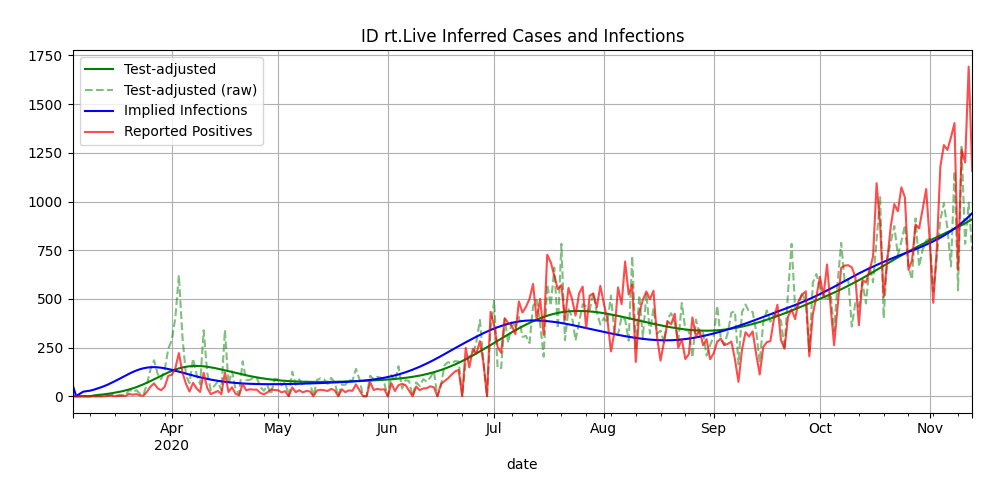 ID rt.Live Inferred Cases and Infections
1750
1500
1250
1000
750
500
250
0
Test-adjusted
Test-adjusted (raw)
Implied Infections
Reported Positives
Apr
2020
May
Jun
Jul
Aug
Sep
Oct
Nov
date